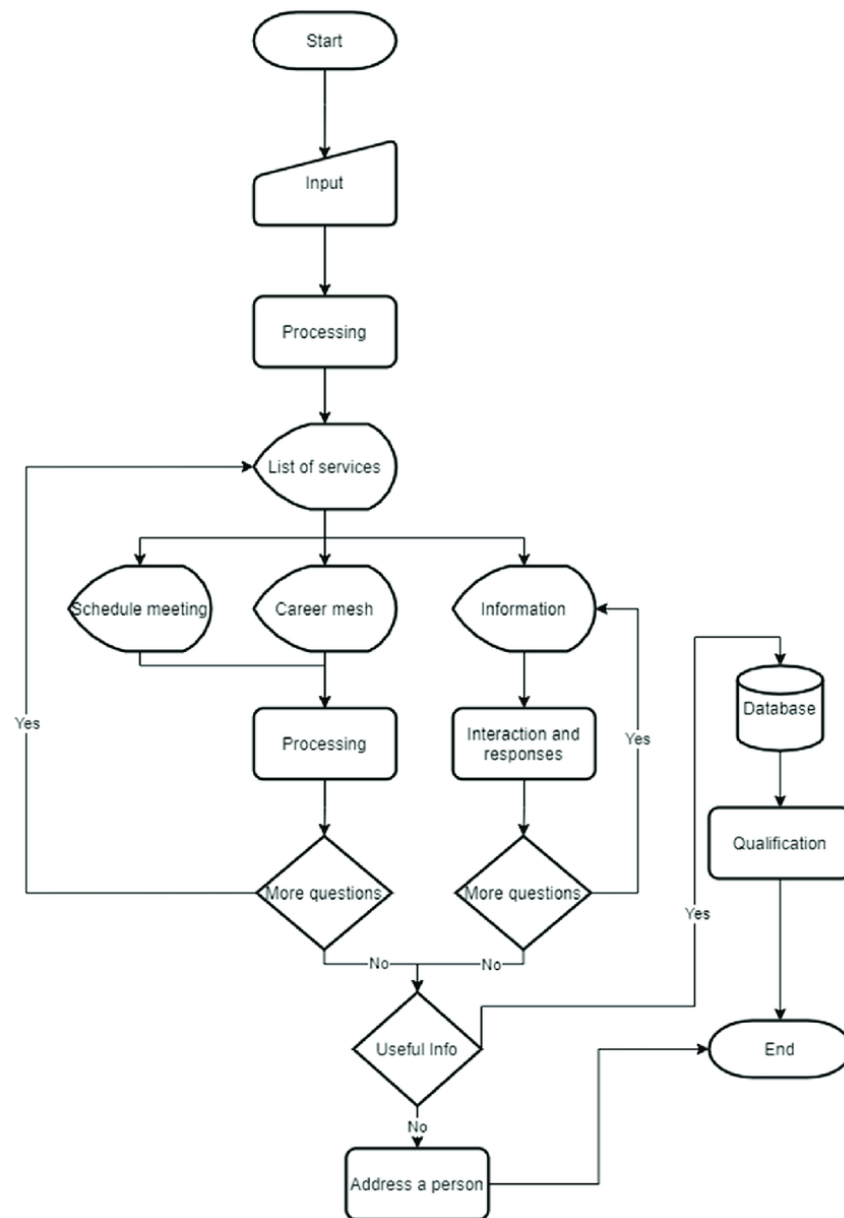 Start
Input
Processing
List of services
Schedule meeting
Career mesh
Information
Database
Yes
Processing
Interaction and
responses
Yes
Qualification
More questions
More questions
Yes
No
No
Useful Info
End
No
Address a person